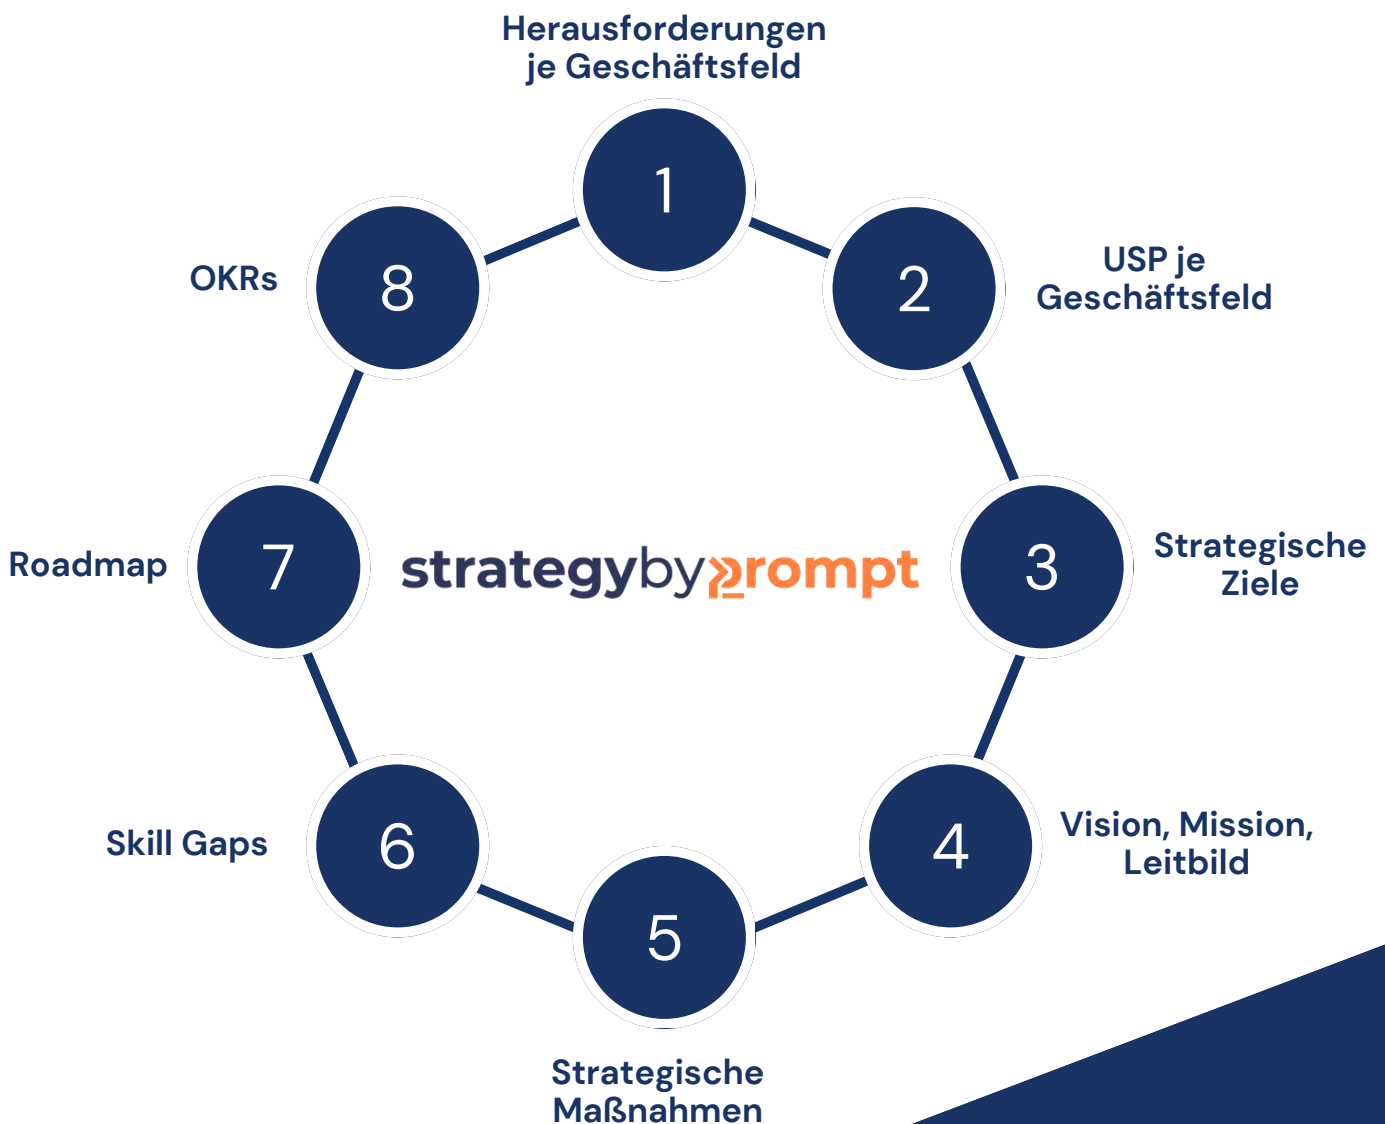 Herausforderungen
je Geschäftsfeld
1
2
USP je
Geschäftsfeld
3
Strategische
Ziele
4
Vision, Mission,
Leitbild
5
Strategische
Maßnahmen
6
Skill Gaps
7
Roadmap
8
OKRs
strategybyprompt